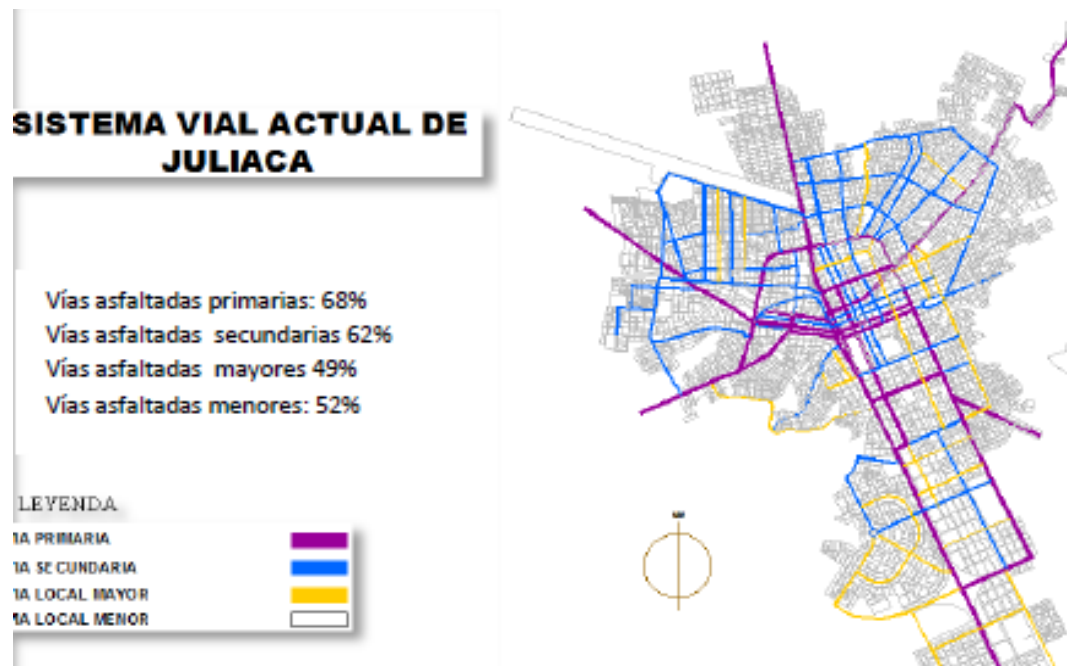 SISTEMA VIAL ACTUAL DE
JULIACA
Vías asfaltadas primarias: 68%
Vías asfaltadas secundarias 62%
Vías asfaltadas mayores 49%
Vías asfaltadas menores: 52%
LEYENDA
IA PRIMARIA
IA SECUNDARIA
IA LOCAL MAYOR
IA LOCAL MENOR